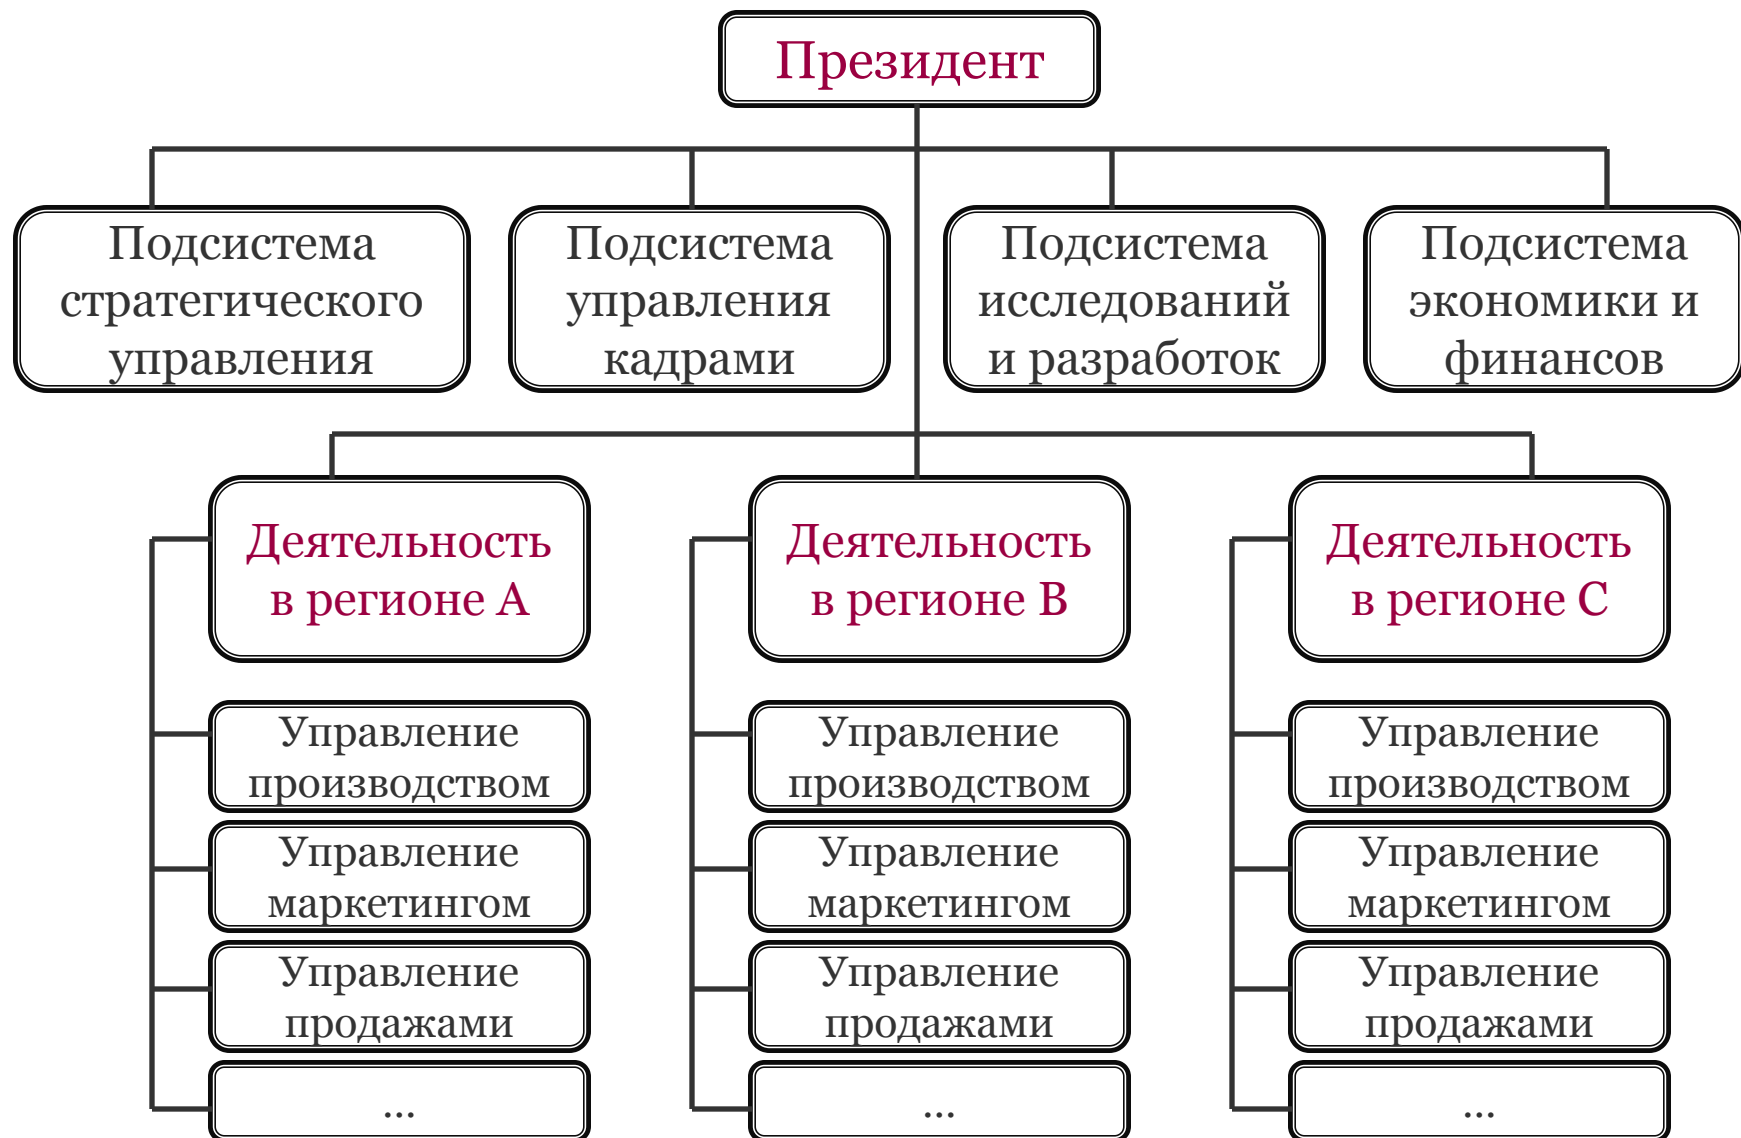 Президент
Подсистема
стратегического
управления
Подсистема
управления
кадрами
Подсистема
исследований
и разработок
Подсистема
экономики и
финансов
Деятельность
в регионе А
Деятельность
в регионе В
Деятельность
в регионе С
Управление
производством
Управление
производством
Управление
производством
Управление
маркетингом
Управление
маркетингом
Управление
маркетингом
Управление
продажами
Управление
продажами
Управление
продажами
...
...
...